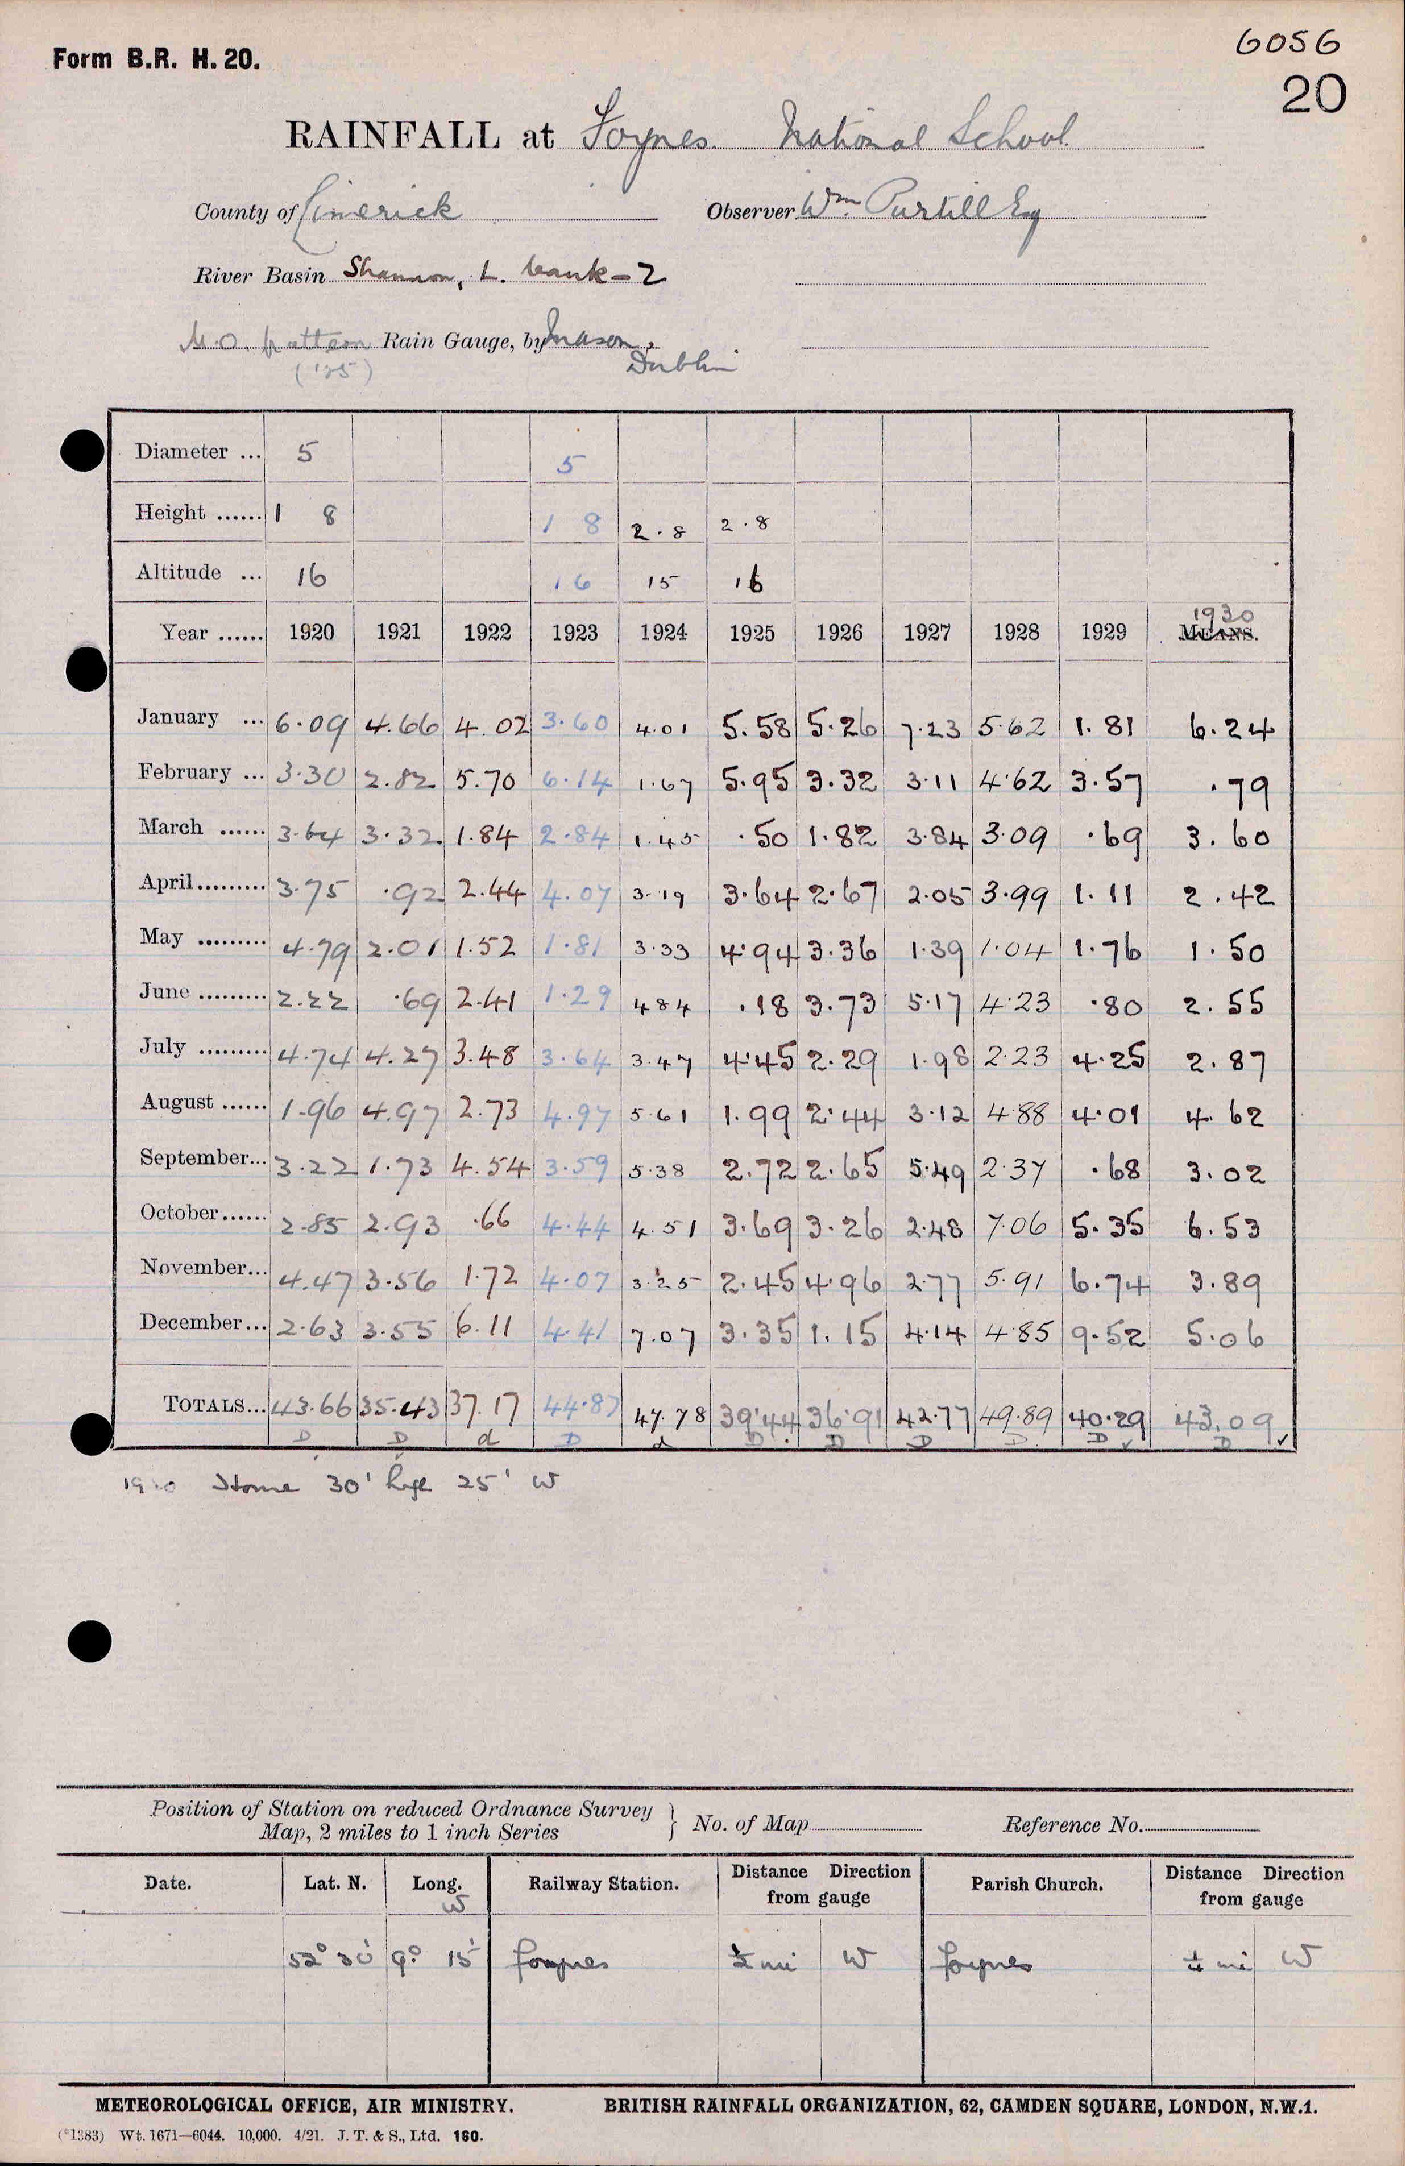 6056
Form B.R. H. 20.
20
RAINFALL at Foynes National School
County of Limerick Observer Wm. Purtill Esq
River Basin Shannon, L. bank - 2
M.O. pattern Rain Gauge, by Mason,
('25) Dublin
Diameter ... 5 5
Height ...... 1 8 1 8 2.8 2.8
Altitude ... 16 16 15 16
1930
Year ...... 1920 1921 1922 1923 1924 1925 1926 1927 1928 1929 MEANS.
January ... 6.09 4.66 4.02 3.60 4.01 5.58 5.26 7.23 5.62 1.81 6.24
February ... 3.30 2.82 5.70 6.14 1.67 5.95 3.32 3.11 4.62 3.57 .79
March ...... 3.64 3.32 1.84 2.84 1.45 .50 1.82 3.84 3.09 .69 3.60
April......... 3.75 .92 2.44 4.07 3.19 3.64 2.67 2.05 3.99 1.11 2.42
May ......... 4.79 2.01 1.52 1.81 3.33 4.94 3.36 1.39 1.04 1.76 1.50
June ......... 2.22 .69 2.41 1.29 4.84 .18 3.73 5.17 4.23 .80 2.55
July ......... 4.74 4.27 3.48 3.64 3.47 4.45 2.29 1.98 2.23 4.25 2.87
August ...... 1.96 4.97 2.73 4.97 5.61 1.99 2.44 3.12 4.88 4.01 4.62
September... 3.22 1.73 4.54 3.59 5.38 2.72 2.65 5.49 2.37 .68 3.02
October...... 2.85 2.93 .66 4.44 4.51 3.69 3.26 2.48 7.06 5.35 6.53
November... 4.47 3.56 1.72 4.07 3.25 2.45 4.96 2.77 5.91 6.74 3.89
December... 2.63 3.55 6.11 4.41 7.07 3.35 1.15 4.14 4.85 9.52 5.06
TOTALS... 43.66 35.43 37.17 44.87 47.78 39.44 36.91 42.77 49.89 40.29 43.09
D D d D d D D D D D D
30' high 25' W
Position of Station on reduced Ordnance Survey
Map, 2 miles to 1 inch Series } No. of Map Reference No.
Date. Lat. N. Long. W Railway Station. Distance Direction from gauge Parish Church. Distance Direction from gauge
52° 30' 9° 15' Foynes ½ mi W Foynes ¼ mi W
METEOROLOGICAL OFFICE, AIR MINISTRY. BRITISH RAINFALL ORGANIZATION, 62, CAMDEN SQUARE, LONDON, N.W.1.
(*1383) Wt. 1671—6044. 10,000. 4/21. J. T. & S., Ltd. 160.